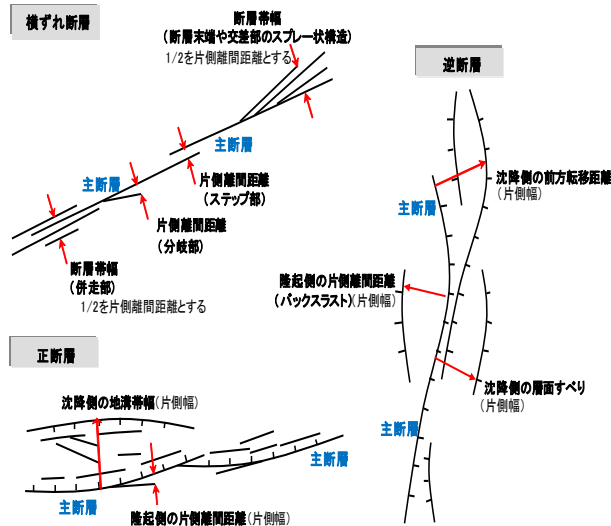 横ずれ断層
断層帯幅
(断層末端や交差部のスプレー状構造)
1/2を片側離間距離とする
主断層
主断層
片側離間距離
(ステップ部)
片側離間距離
(分岐部)
断層帯幅
(併走部)
1/2を片側離間距離とする
逆断層
沈降側の前方転移距離
(片側幅)
主断層
隆起側の片側離間距離
(バックスラスト)(片側幅)
沈降側の層面すべり
(片側幅)
主断層
正断層
沈降側の地溝帯幅(片側幅)
主断層
主断層
隆起側の片側離間距離(片側幅)